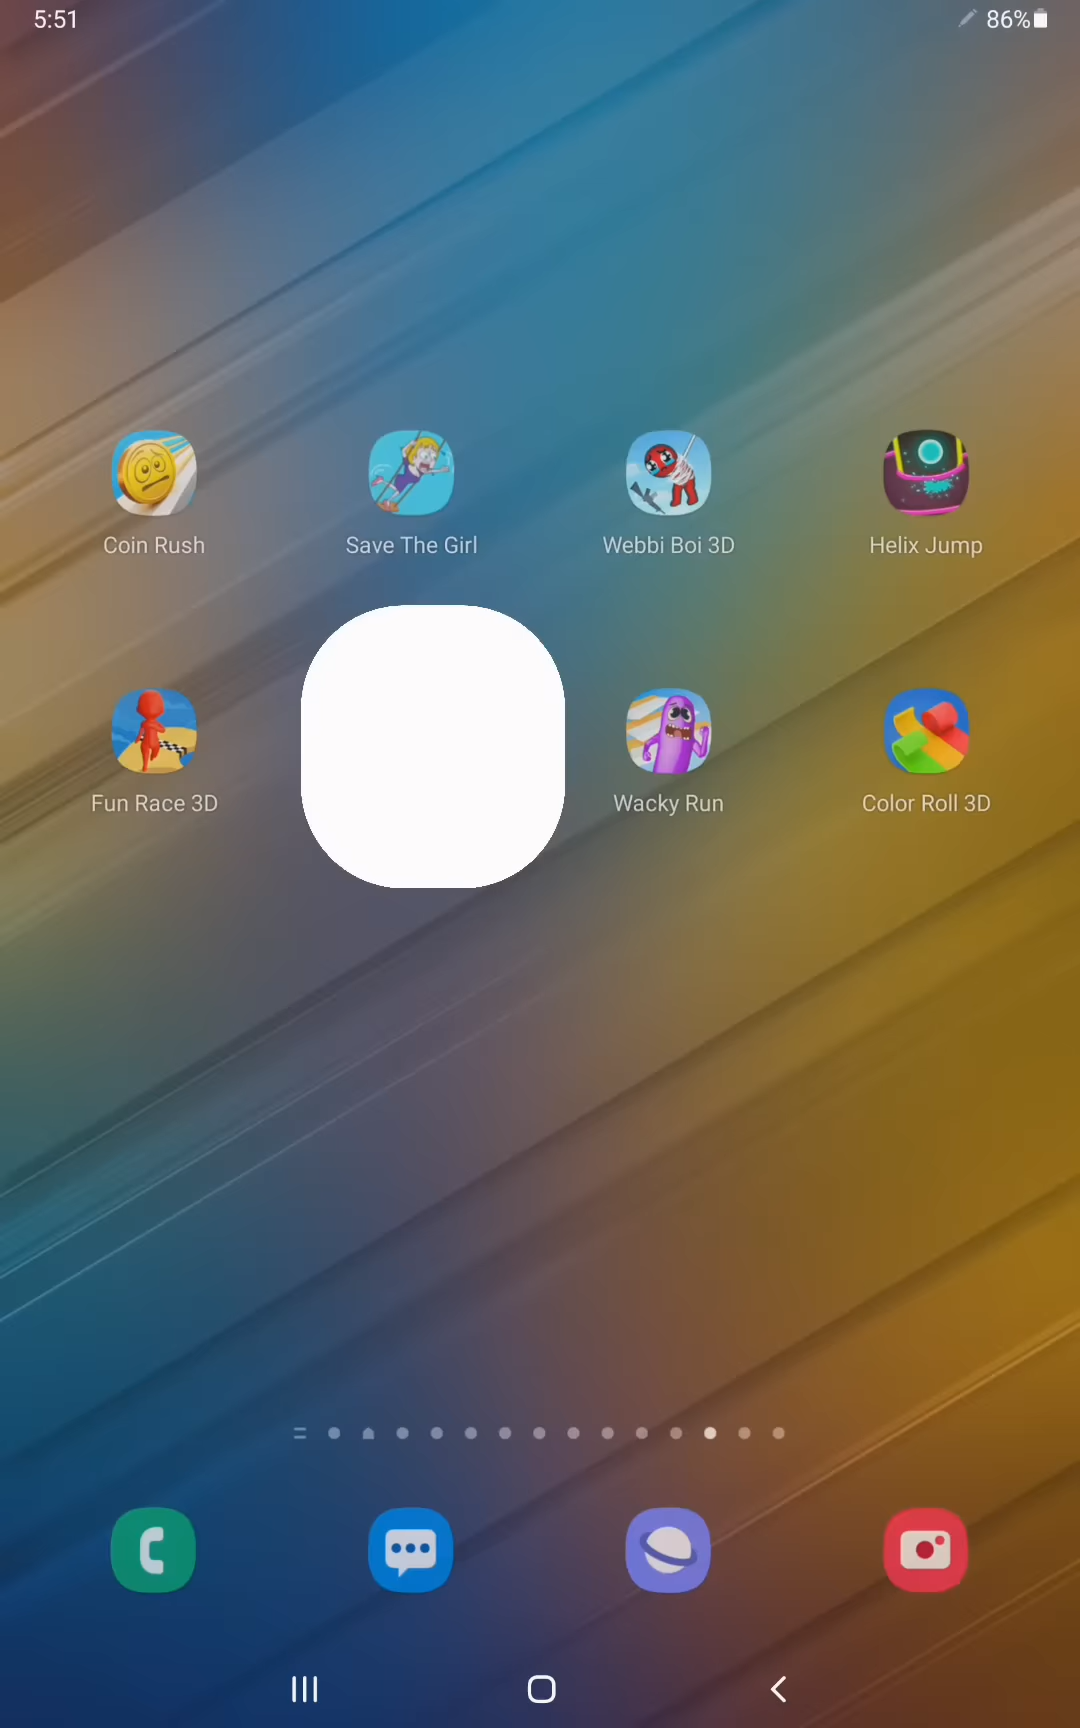 5:51
86%
Coin Rush
Save The Girl
Webbi Boi 3D
Helix Jump
Fun Race 3D
Wacky Run
Color Roll 3D